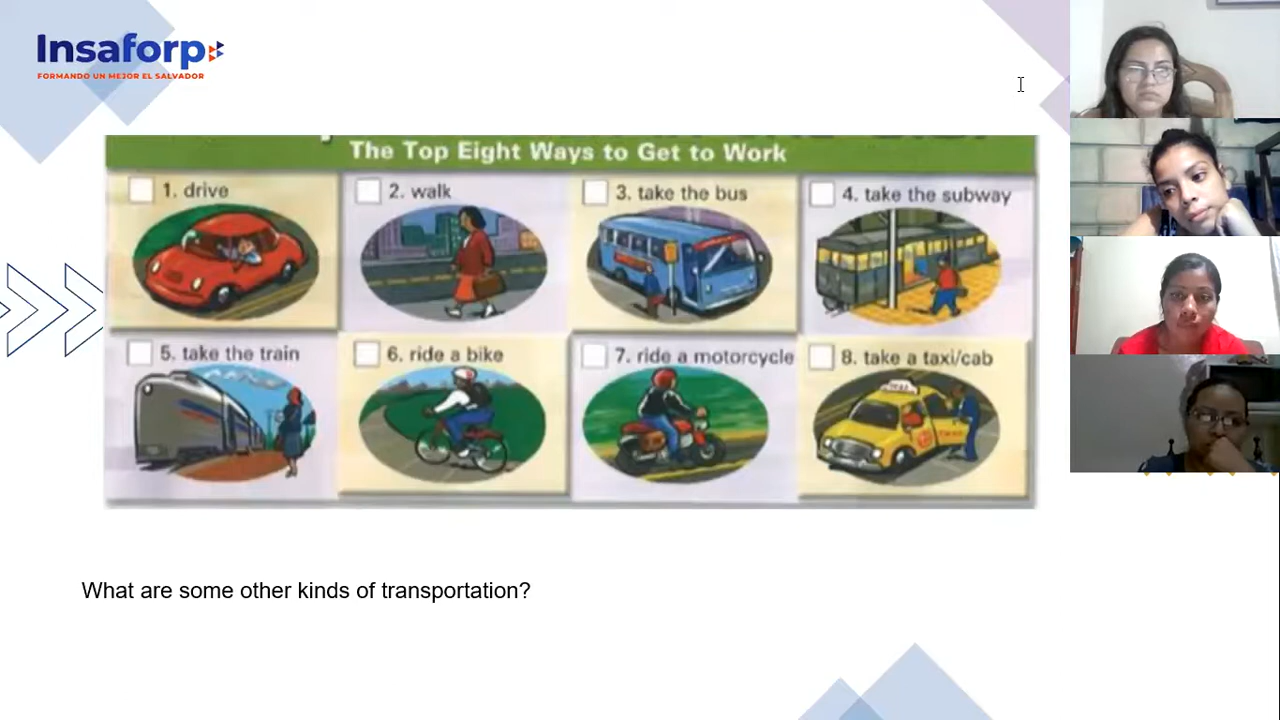 Insaforp
FORMANDO UN MEJOR EL SALVADOR
The Top Eight Ways to Get to Work
1. drive
2. walk
3. take the bus
4. take the subway
5. take the train
6. ride a bike
7. ride a motorcycle
8. take a taxi/cab
TAXI
What are some other kinds of transportation?